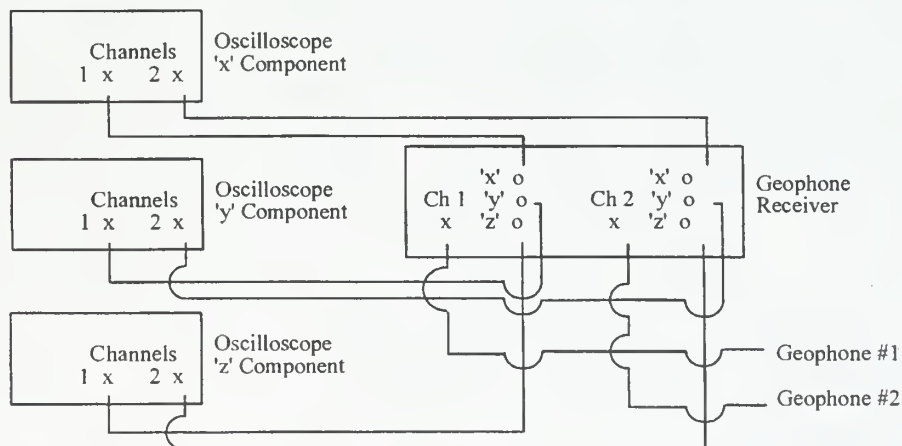 Oscilloscope
'x' Component
Channels
1 x 2 x
Oscilloscope
'y' Component
Channels
1 x 2 x
Geophone
Receiver
'x' o 'x' o
Ch 1 'y' o Ch 2 'y' o
x 'z' o x 'z' o
Oscilloscope
'z' Component
Channels
1 x 2 x
Geophone #1
Geophone #2